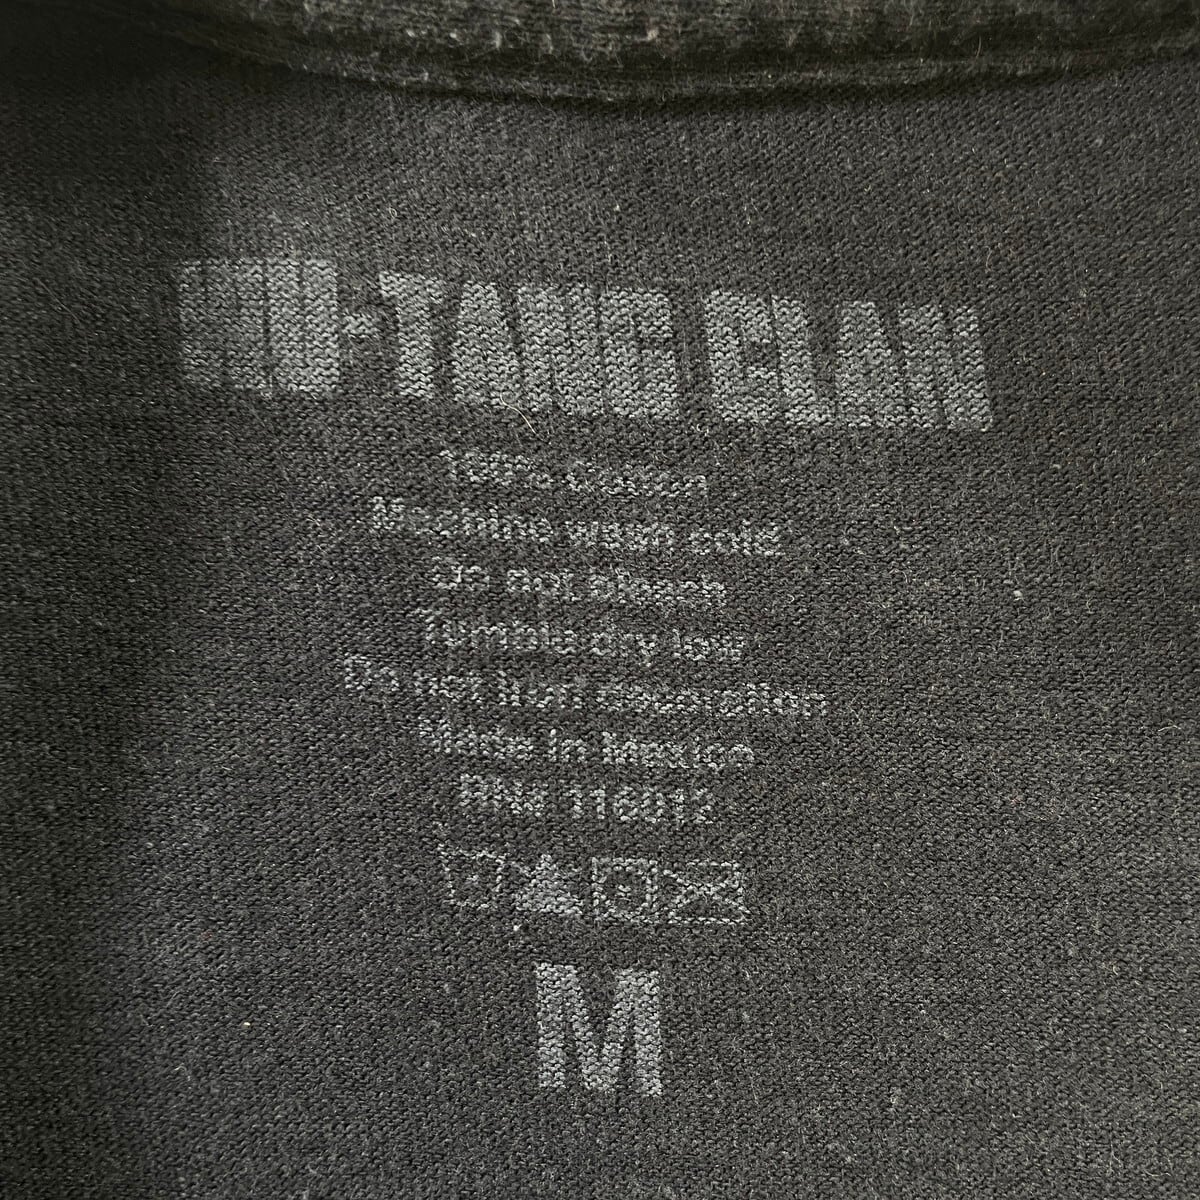 WU-TANG CLAN
100% Cotton
Machine wash cold
Do not bleach
Tumble dry low
Do not iron decoration
Made in Mexico
RN# 116012
M